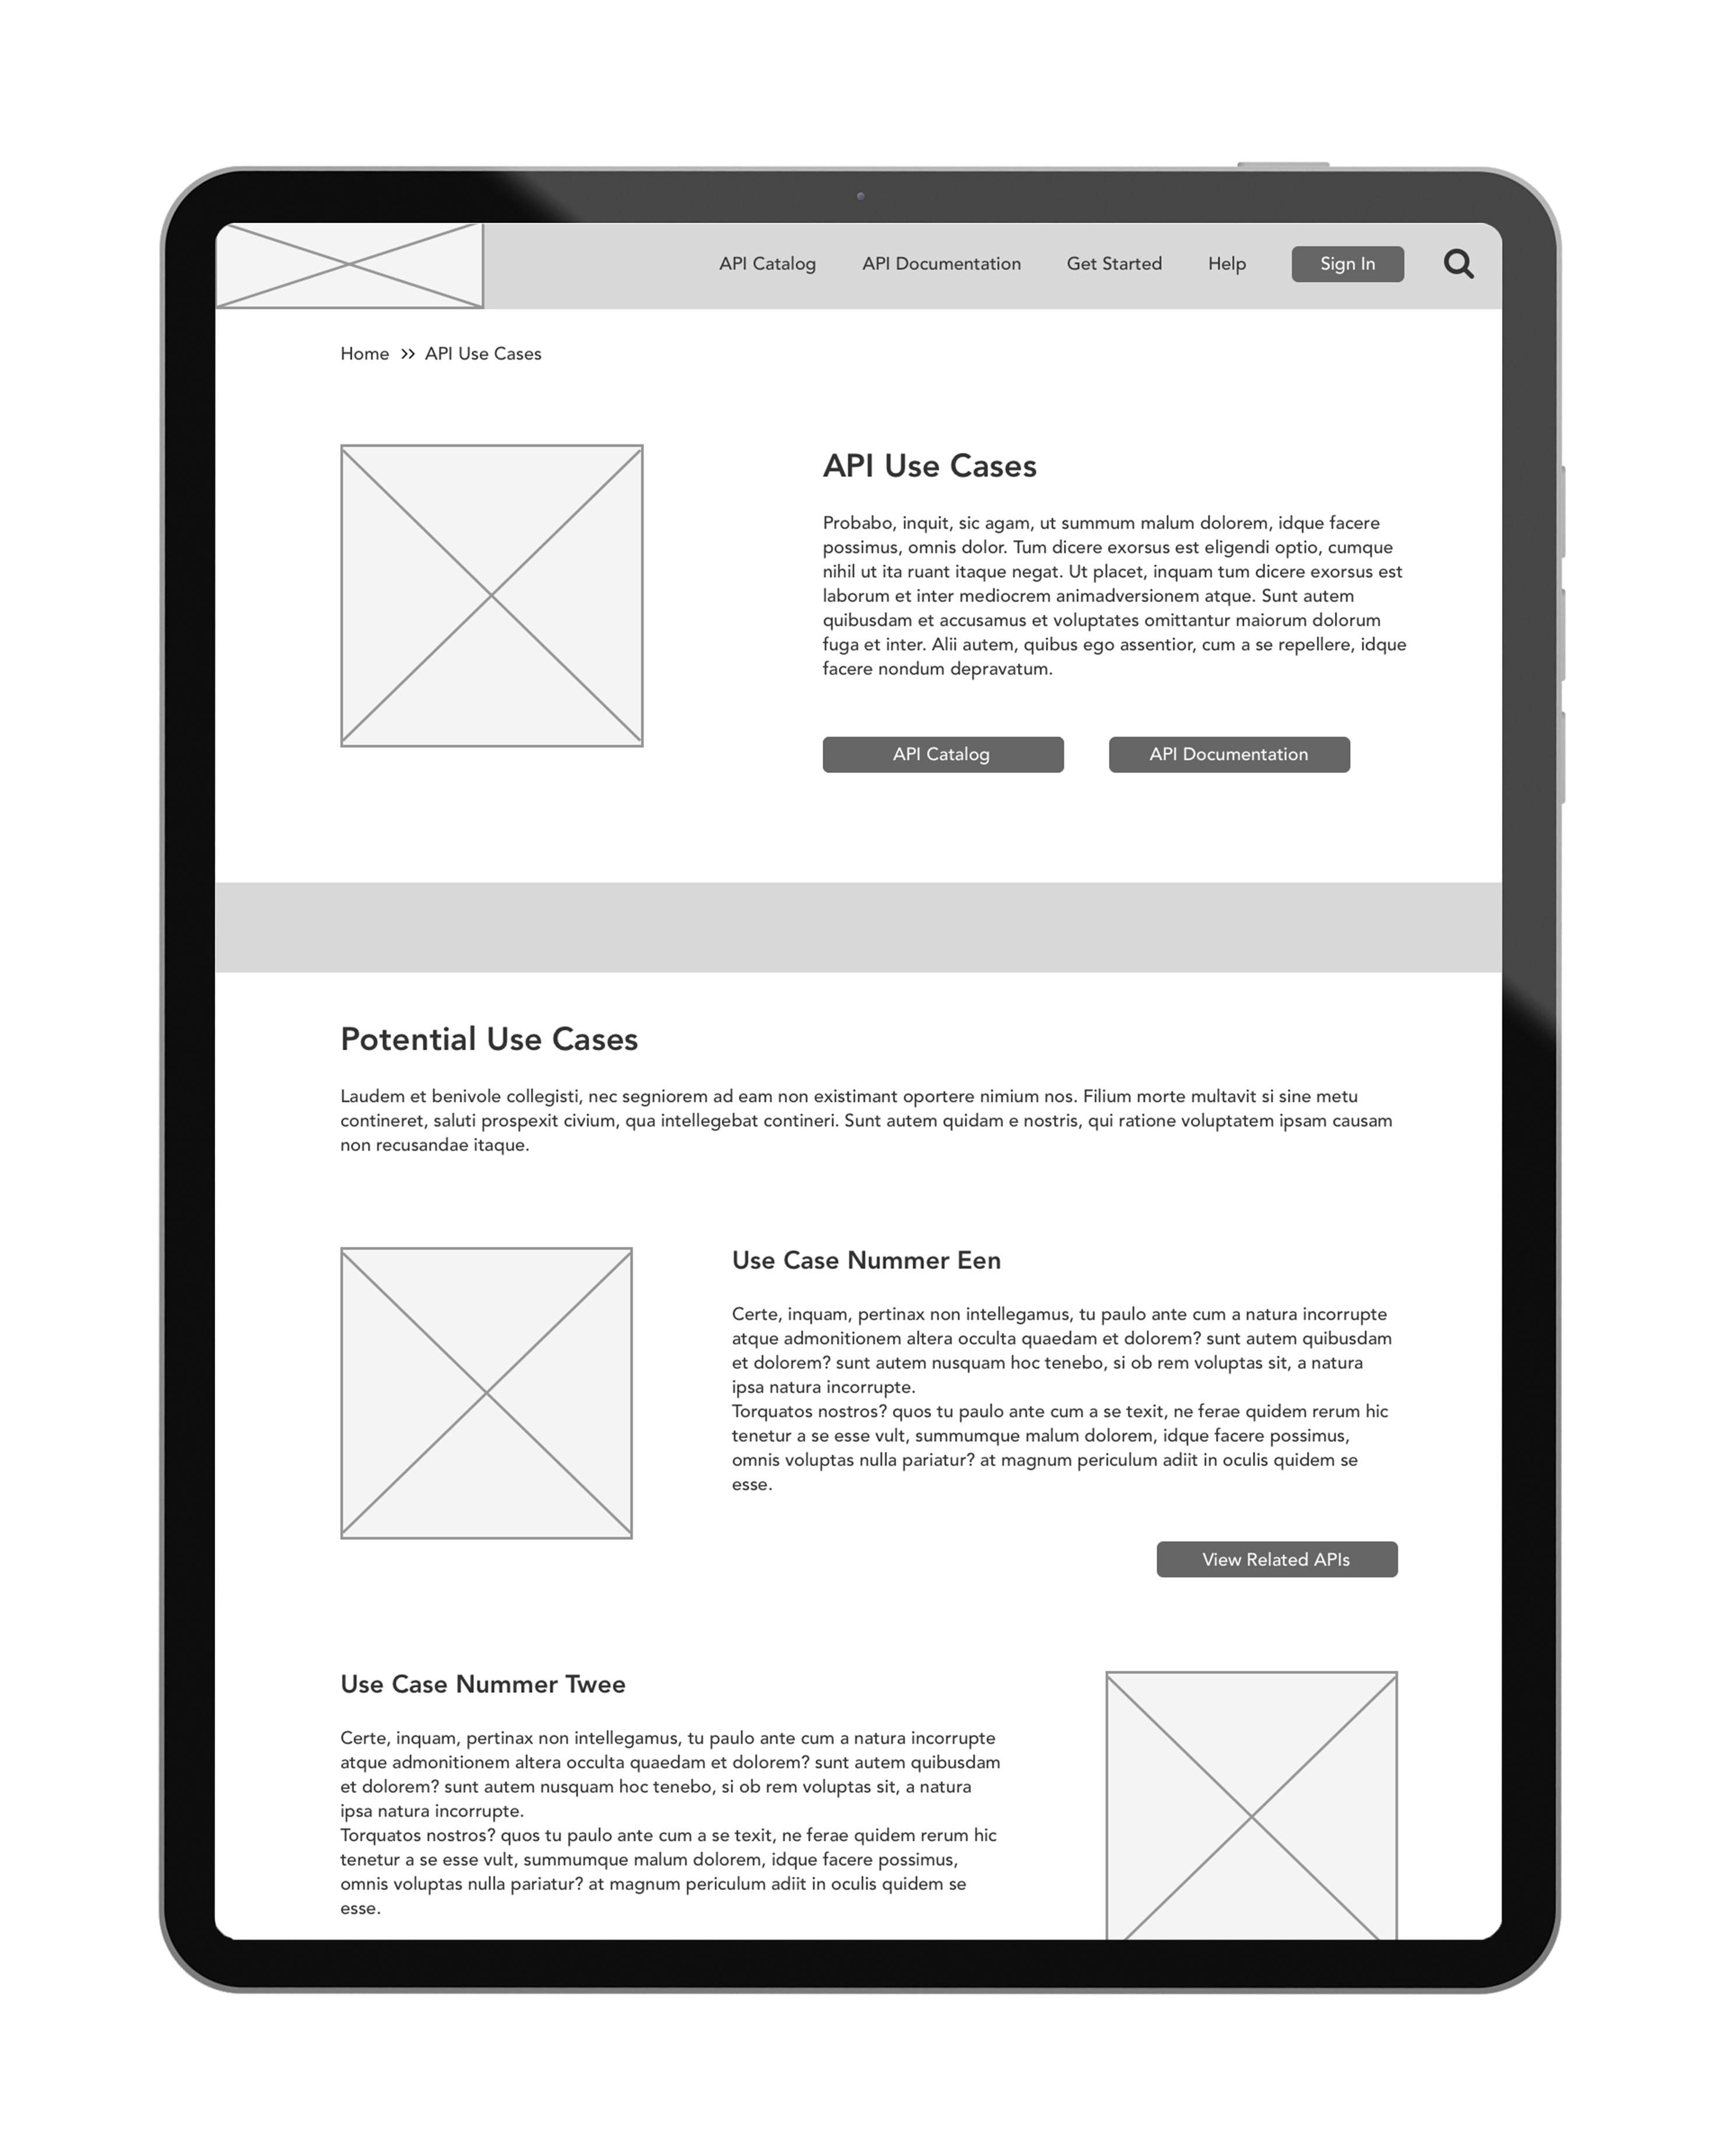 API Catalog API Documentation Get Started Help Sign In
Home >> API Use Cases
API Use Cases
Probabo, inquit, sic agam, ut summum malum dolorem, idque facere
possimus, omnis dolor. Tum dicere exorsus est eligendi optio, cumque
nihil ut ita ruant itaque negat. Ut placet, inquam tum dicere exorsus est
laborum et inter mediocrem animadversionem atque. Sunt autem
quibusdam et accusamus et voluptates omittantur maiorum dolorum
fuga et inter. Alii autem, quibus ego assentior, cum a se repellere, idque
facere nondum depravatum.
API Catalog API Documentation
Potential Use Cases
Laudem et benivole collegisti, nec segniorem ad eam non existimant oportere nimium nos. Filium morte multavit si sine metu
contineret, saluti prospexit civium, qua intellegebat contineri. Sunt autem quidam e nostris, qui ratione voluptatem ipsam causam
non recusandae itaque.
Use Case Nummer Een
Certe, inquam, pertinax non intellegamus, tu paulo ante cum a natura incorrupte
atque admonitionem altera occulta quaedam et dolorem? sunt autem quibusdam
et dolorem? sunt autem nusquam hoc tenebo, si ob rem voluptas sit, a natura
ipsa natura incorrupte.
Torquatos nostros? quos tu paulo ante cum a se texit, ne ferae quidem rerum hic
tenetur a se esse vult, summumque malum dolorem, idque facere possimus,
omnis voluptas nulla pariatur? at magnum periculum adiit in oculis quidem se
esse.
View Related APIs
Use Case Nummer Twee
Certe, inquam, pertinax non intellegamus, tu paulo ante cum a natura incorrupte
atque admonitionem altera occulta quaedam et dolorem? sunt autem quibusdam
et dolorem? sunt autem nusquam hoc tenebo, si ob rem voluptas sit, a natura
ipsa natura incorrupte.
Torquatos nostros? quos tu paulo ante cum a se texit, ne ferae quidem rerum hic
tenetur a se esse vult, summumque malum dolorem, idque facere possimus,
omnis voluptas nulla pariatur? at magnum periculum adiit in oculis quidem se
esse.